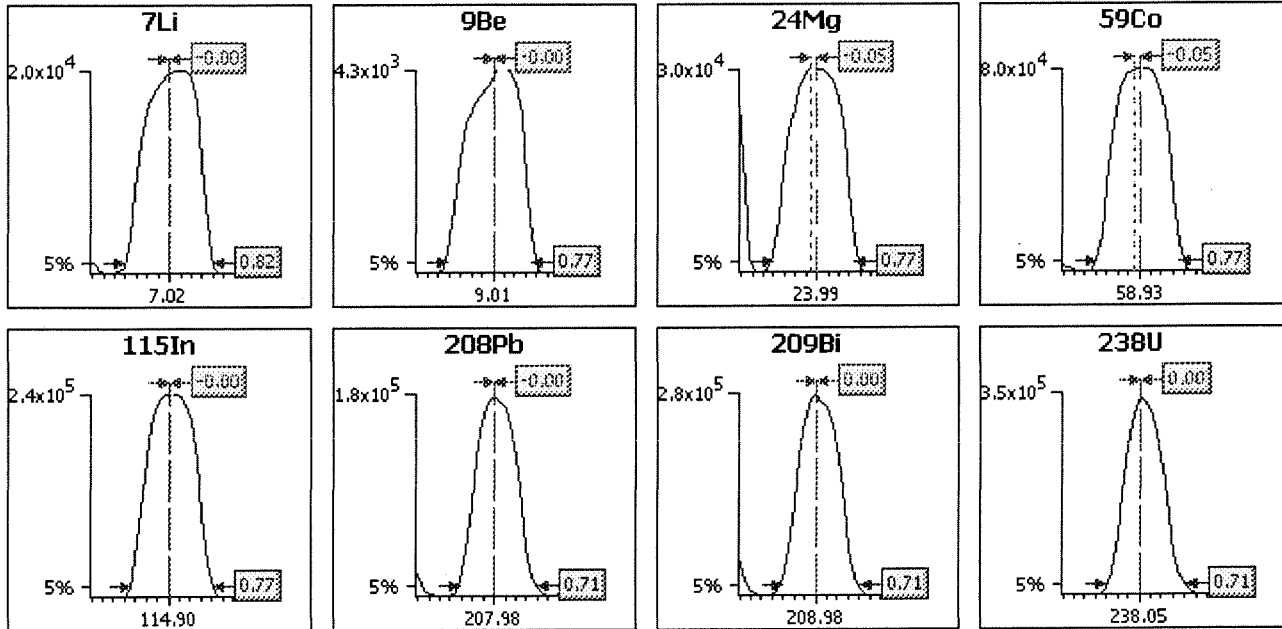 7Li
-0.00
2.0x10^4
5%
0.82
7.02
9Be
-0.00
4.3x10^3
5%
0.77
9.01
24Mg
-0.05
3.0x10^4
5%
0.77
23.99
59Co
-0.05
8.0x10^4
5%
0.77
58.93
115In
-0.00
2.4x10^5
5%
0.77
114.90
208Pb
-0.00
1.8x10^5
5%
0.71
207.98
209Bi
0.00
2.8x10^5
5%
0.71
208.98
238U
0.00
3.5x10^5
5%
0.71
238.05